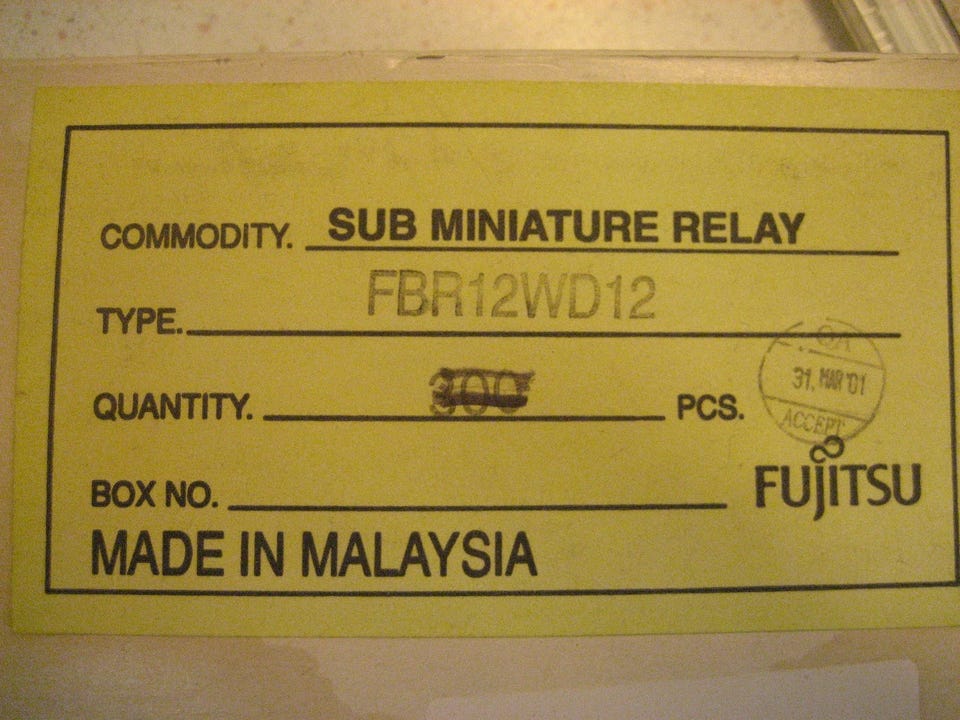 COMMODITY. SUB MINIATURE RELAY
TYPE. FBR12WD12
QUANTITY. 300 PCS.
31, MAR '01
ACCEPT
BOX NO.
FUJITSU
MADE IN MALAYSIA